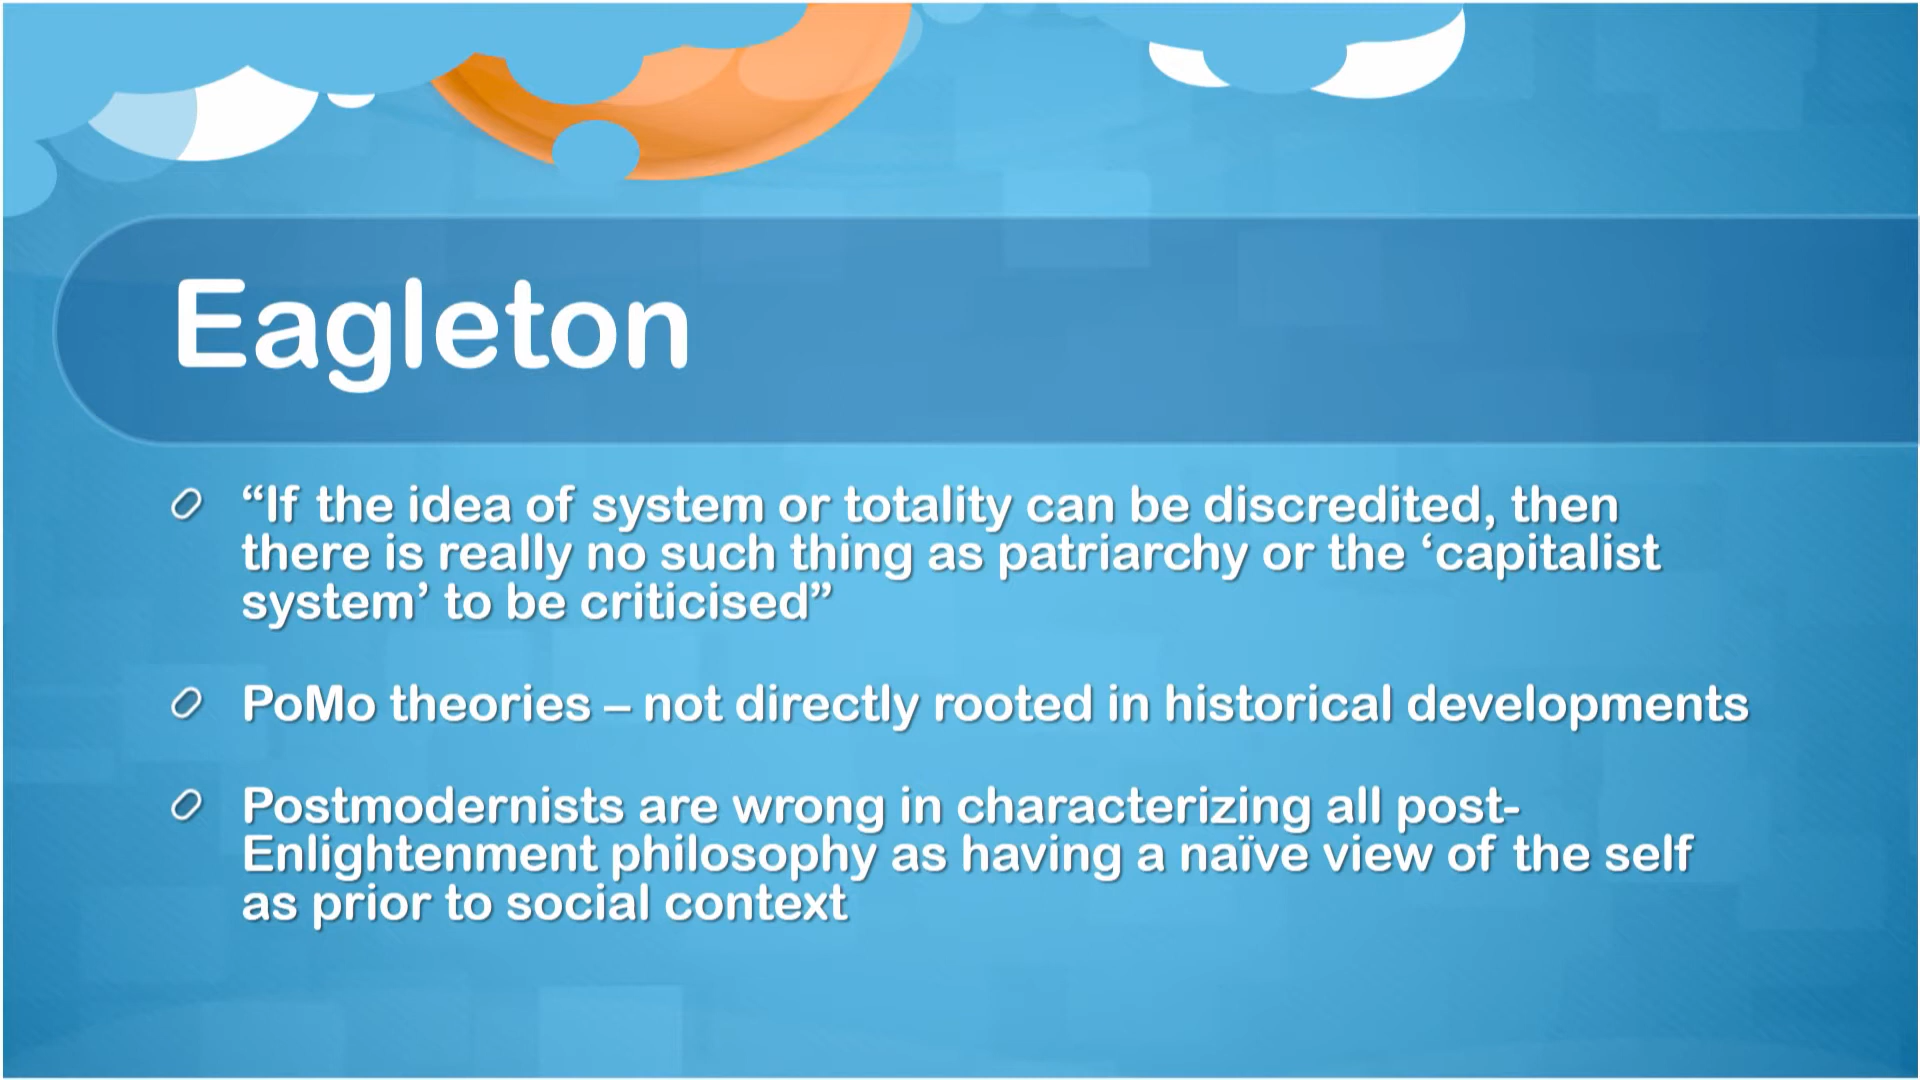 Eagleton
“If the idea of system or totality can be discredited, then
there is really no such thing as patriarchy or the ‘capitalist
system’ to be criticised”
PoMo theories – not directly rooted in historical developments
Postmodernists are wrong in characterizing all post-
Enlightenment philosophy as having a naïve view of the self
as prior to social context